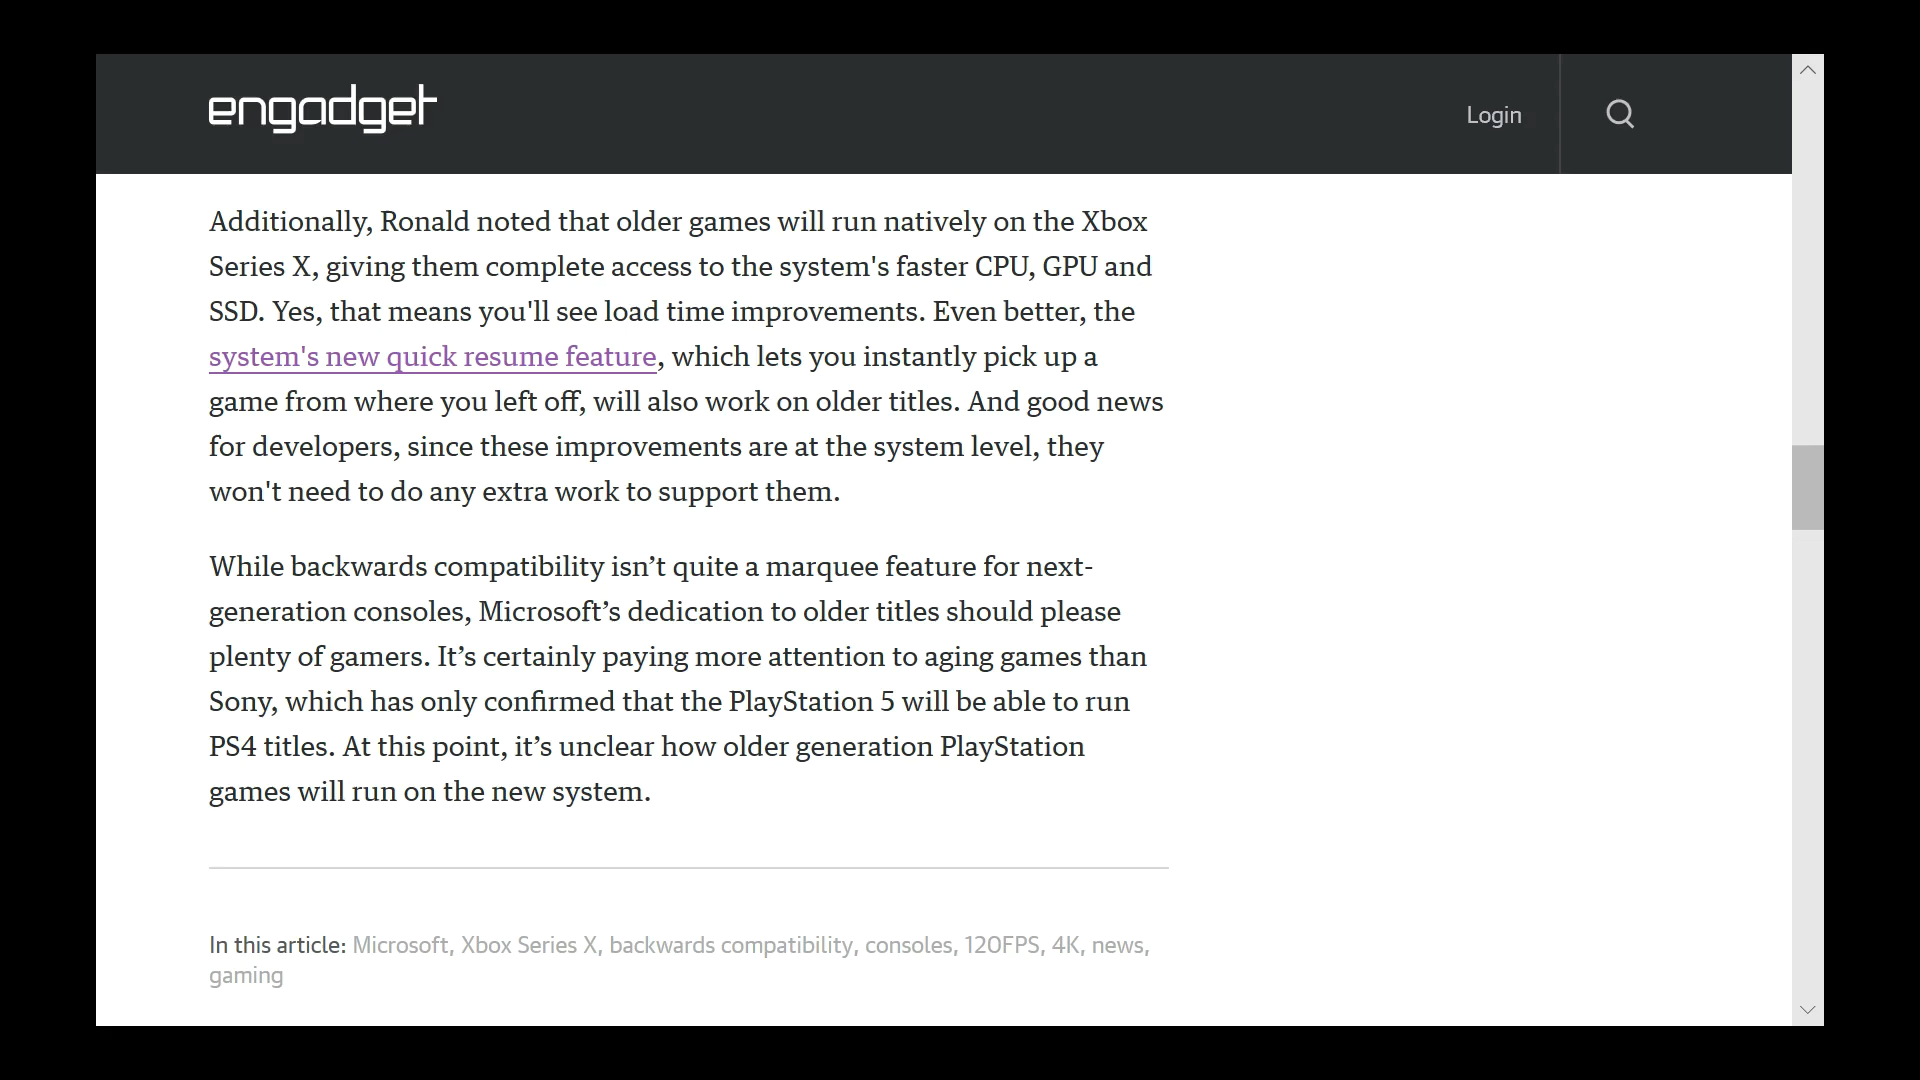 engadget
Login
Additionally, Ronald noted that older games will run natively on the Xbox
Series X, giving them complete access to the system's faster CPU, GPU and
SSD. Yes, that means you'll see load time improvements. Even better, the
system's new quick resume feature, which lets you instantly pick up a
game from where you left off, will also work on older titles. And good news
for developers, since these improvements are at the system level, they
won't need to do any extra work to support them.
While backwards compatibility isn’t quite a marquee feature for next-
generation consoles, Microsoft’s dedication to older titles should please
plenty of gamers. It’s certainly paying more attention to aging games than
Sony, which has only confirmed that the PlayStation 5 will be able to run
PS4 titles. At this point, it’s unclear how older generation PlayStation
games will run on the new system.
In this article: Microsoft, Xbox Series X, backwards compatibility, consoles, 120FPS, 4K, news,
gaming